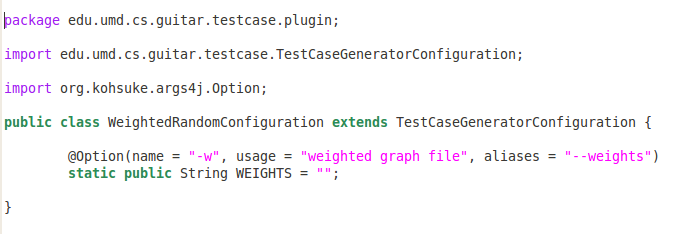 package edu.umd.cs.guitar.testcase.plugin;
import edu.umd.cs.guitar.testcase.TestCaseGeneratorConfiguration;
import org.kohsuke.args4j.Option;
public class WeightedRandomConfiguration extends TestCaseGeneratorConfiguration {
@Option(name = "-w", usage = "weighted graph file", aliases = "--weights")
static public String WEIGHTS = "";
}